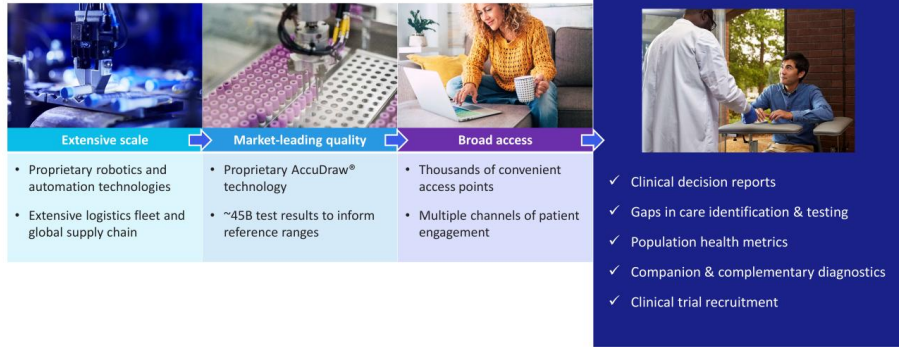 Extensive scale
• Proprietary robotics and
automation technologies
• Extensive logistics fleet and
global supply chain
Market-leading quality
• Proprietary AccuDraw®
technology
• ~45B test results to inform
reference ranges
Broad access
• Thousands of convenient
access points
• Multiple channels of patient
engagement
✓ Clinical decision reports
✓ Gaps in care identification & testing
✓ Population health metrics
✓ Companion & complementary diagnostics
✓ Clinical trial recruitment